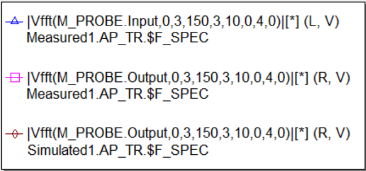 |Vfft(M_PROBE.Input,0,3,150,3,10,0,4,0)|[*] (L, V)
Measured1.AP_TR.$F_SPEC
|Vfft(M_PROBE.Output,0,3,150,3,10,0,4,0)|[*] (R, V)
Measured1.AP_TR.$F_SPEC
|Vfft(M_PROBE.Output,0,3,150,3,10,0,4,0)|[*] (R, V)
Simulated1.AP_TR.$F_SPEC